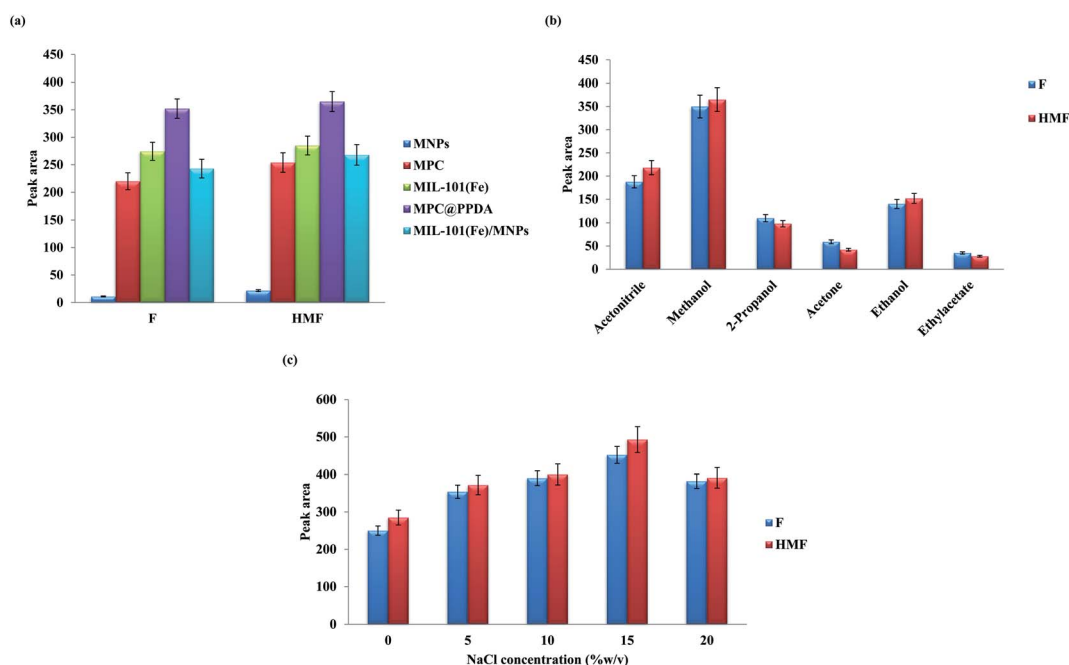 (a)
Peak area
450
400
350
300
250
200
150
100
50
0
F
HMF
MNPs
MPC
MIL-101(Fe)
MPC@PPDA
MIL-101(Fe)/MNPs
(b)
Peak area
450
400
350
300
250
200
150
100
50
0
Acetonitrile
Methanol
2-Propanol
Acetone
Ethanol
Ethylacetate
F
HMF
(c)
Peak area
600
500
400
300
200
100
0
0
5
10
15
20
NaCl concentration (%w/v)
F
HMF